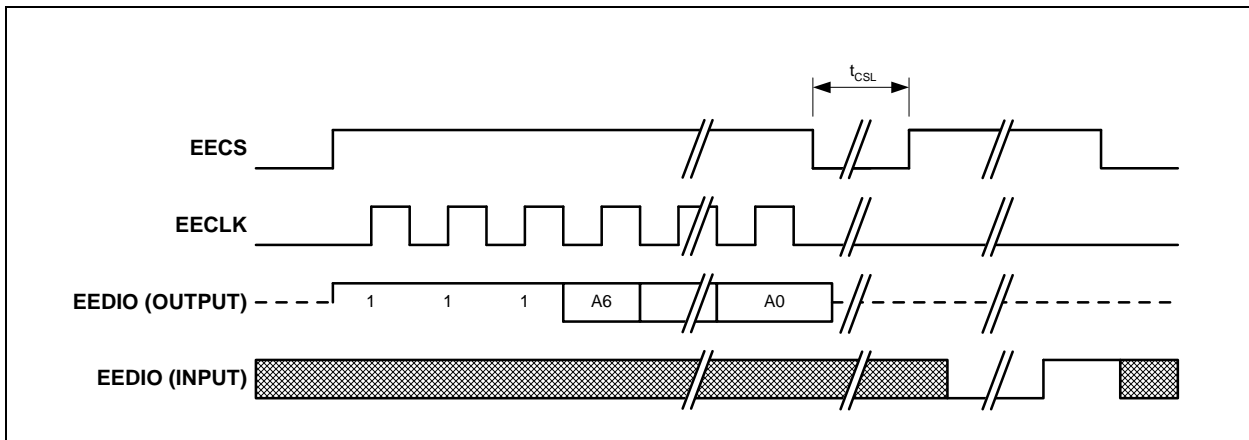 tCSL
EECS
EECLK
EEDIO (OUTPUT)
1 1 1 A6 A0
EEDIO (INPUT)